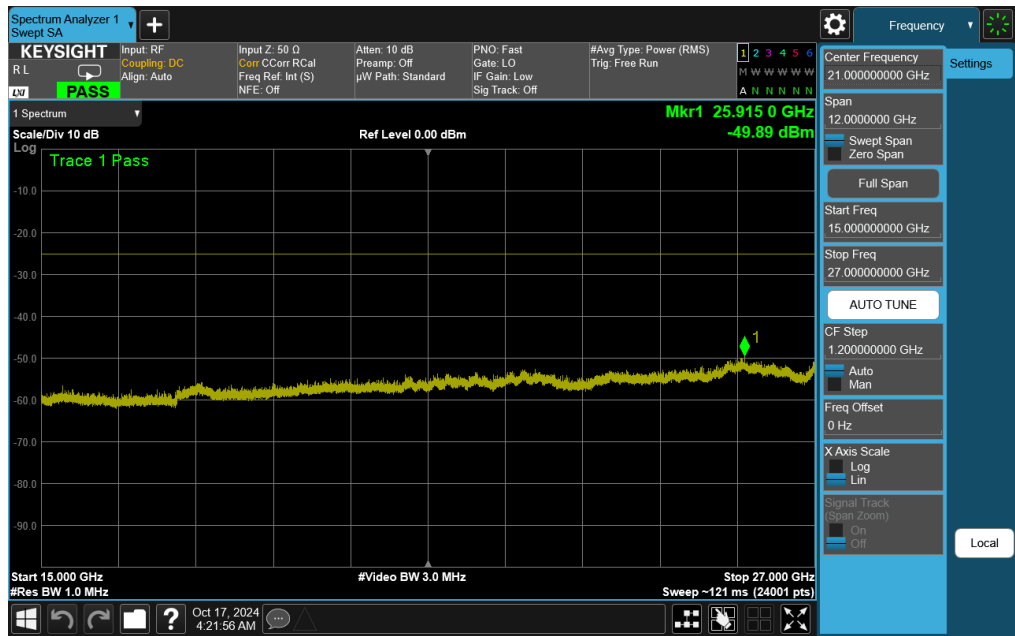 Spectrum Analyzer 1
Swept SA
+
Frequency
KEYSIGHT
R L
LXI
PASS
Input: RF
Coupling: DC
Align: Auto
Input Z: 50 Ω
Corr CCorr RCal
Freq Ref: Int (S)
NFE: Off
Atten: 10 dB
Preamp: Off
µW Path: Standard
PNO: Fast
Gate: LO
IF Gain: Low
Sig Track: Off
#Avg Type: Power (RMS)
Trig: Free Run
1 2 3 4 5 6
M W W W W W
A N N N N N
1 Spectrum
Mkr1 25.915 0 GHz
-49.89 dBm
Scale/Div 10 dB
Ref Level 0.00 dBm
Log
Trace 1 Pass
-10.0
-20.0
-30.0
-40.0
-50.0
-60.0
-70.0
-80.0
-90.0
1
Start 15.000 GHz
#Video BW 3.0 MHz
Stop 27.000 GHz
#Res BW 1.0 MHz
Sweep ~121 ms (24001 pts)
Center Frequency
21.000000000 GHz
Span
12.0000000 GHz
Swept Span
Zero Span
Full Span
Start Freq
15.000000000 GHz
Stop Freq
27.000000000 GHz
AUTO TUNE
CF Step
1.200000000 GHz
Auto
Man
Freq Offset
0 Hz
X Axis Scale
Log
Lin
Signal Track
(Span Zoom)
On
Off
Settings
Local
?
Oct 17, 2024
4:21:56 AM